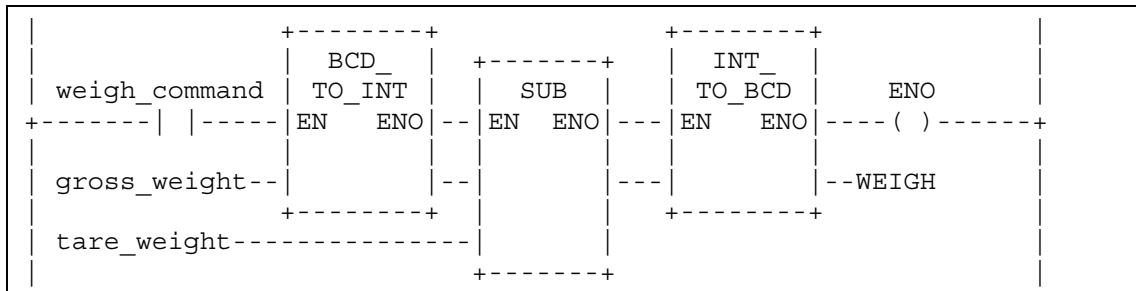 BCD_ INT_
weigh_command TO_INT SUB TO_BCD ENO
EN ENO EN ENO EN ENO ( )
gross_weight WEIGH
tare_weight